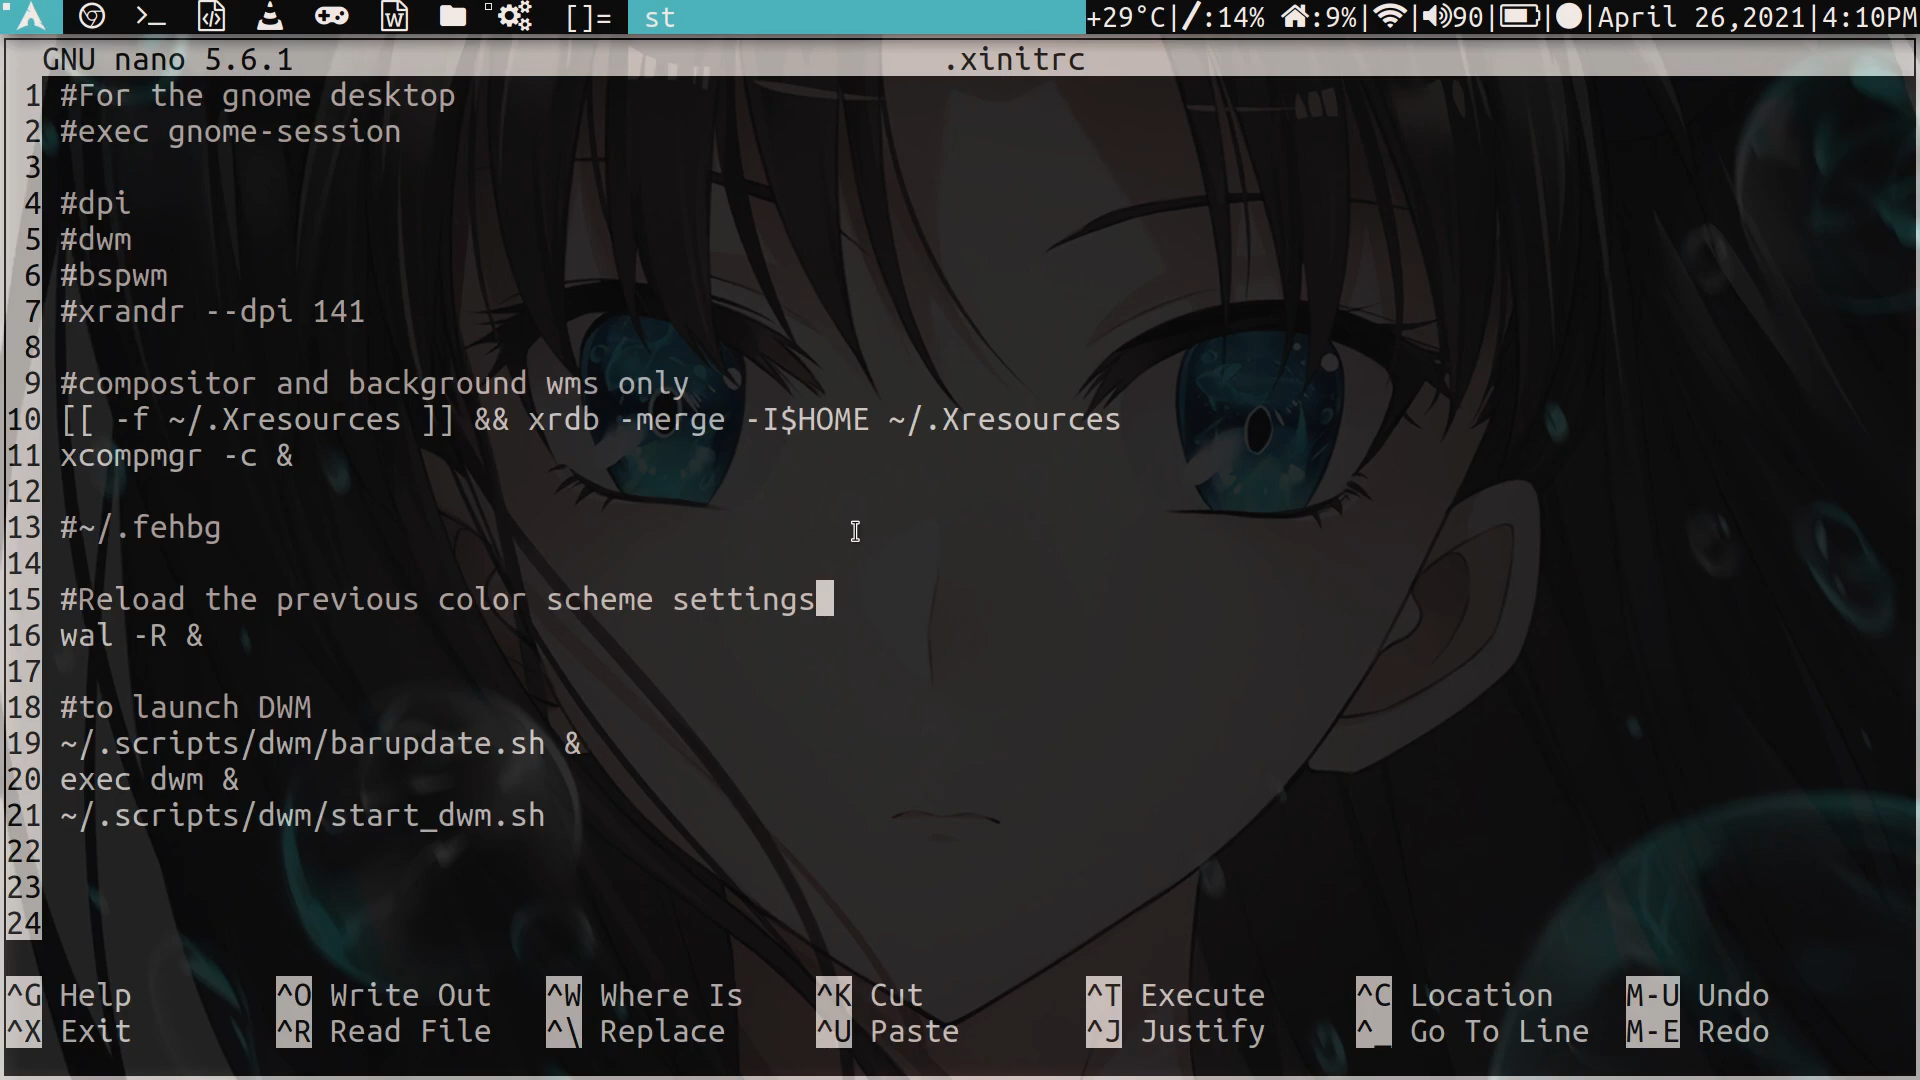 []= st +29°C|/:14% :9%| | 90| | |April 26,2021|4:10PM
GNU nano 5.6.1 .xinitrc
1 #For the gnome desktop
2 #exec gnome-session
3
4 #dpi
5 #dwm
6 #bspwm
7 #xrandr --dpi 141
8
9 #compositor and background wms only
10 [[ -f ~/.Xresources ]] && xrdb -merge -I$HOME ~/.Xresources
11 xcompmgr -c &
12
13 #~/.fehbg
14
15 #Reload the previous color scheme settings
16 wal -R &
17
18 #to launch DWM
19 ~/.scripts/dwm/barupdate.sh &
20 exec dwm &
21 ~/.scripts/dwm/start_dwm.sh
22
23
24
^G Help ^O Write Out ^W Where Is ^K Cut ^T Execute ^C Location M-U Undo
^X Exit ^R Read File ^\ Replace ^U Paste ^J Justify ^_ Go To Line M-E Redo